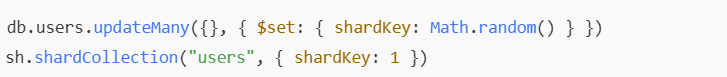 db.users.updateMany({}, { $set: { shardKey: Math.random() } })
sh.shardCollection("users", { shardKey: 1 })